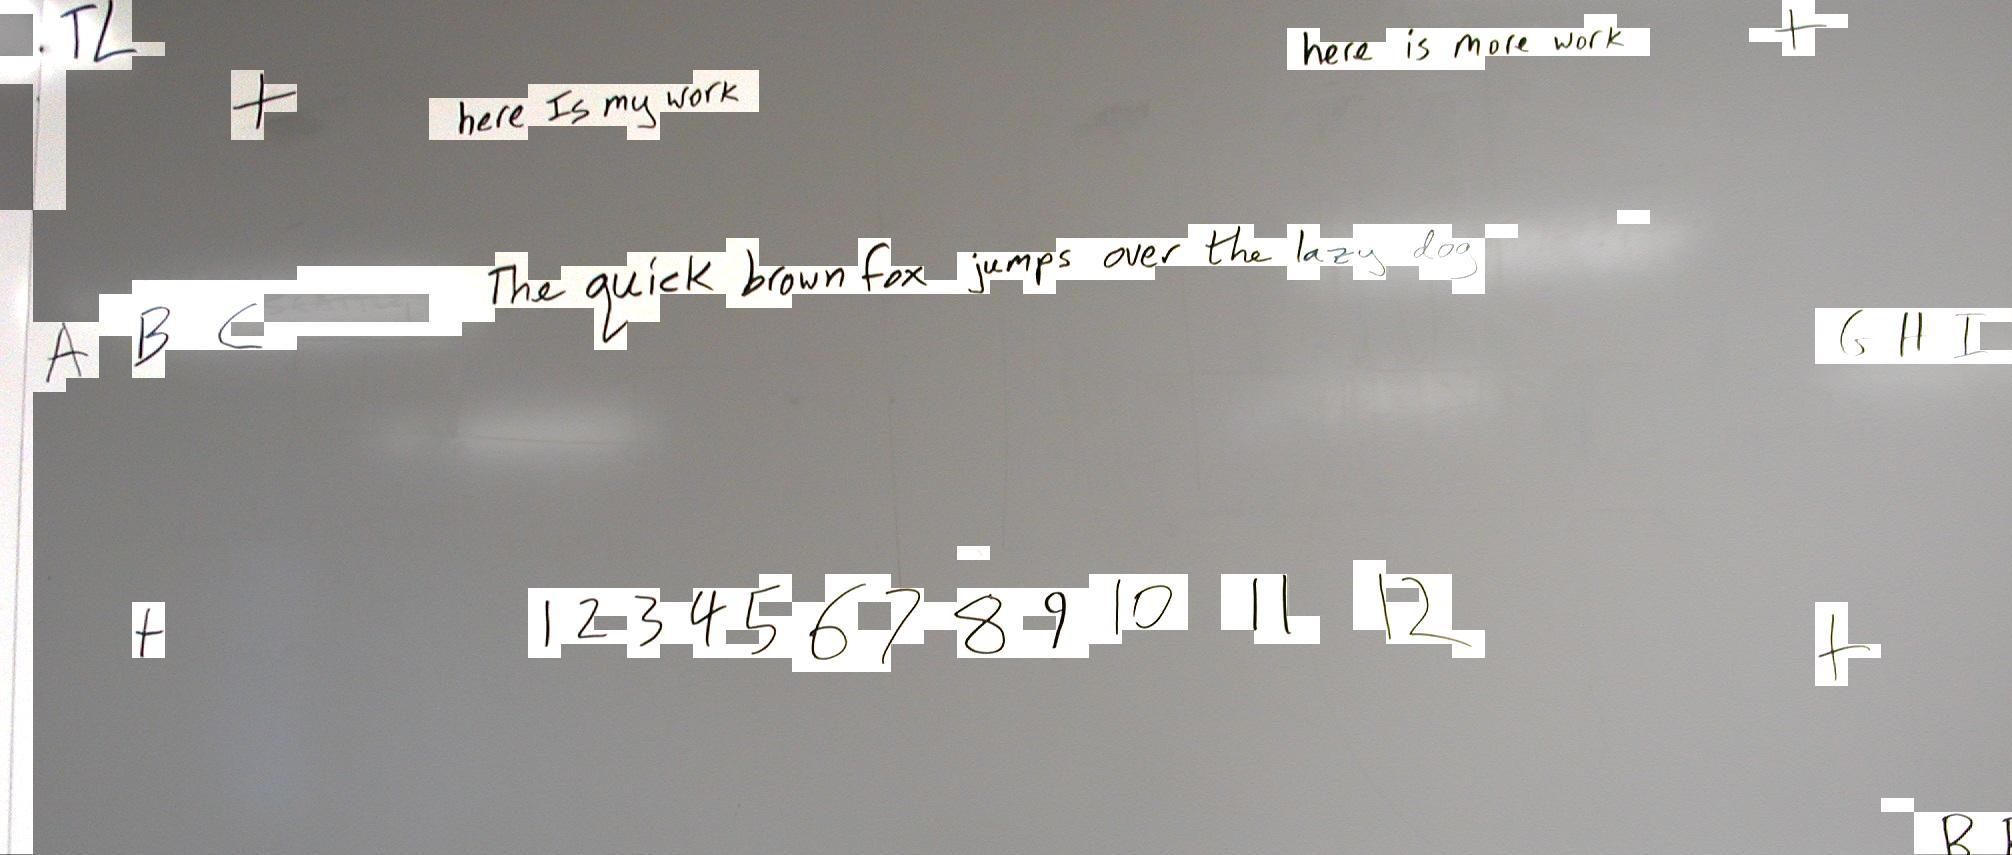 .TL
+ here Is my work
here is more work +
The quick brown fox jumps over the lazy dog
A B C
G H I
+ 1 2 3 4 5 6 7 8 9 10 11 12 +
B